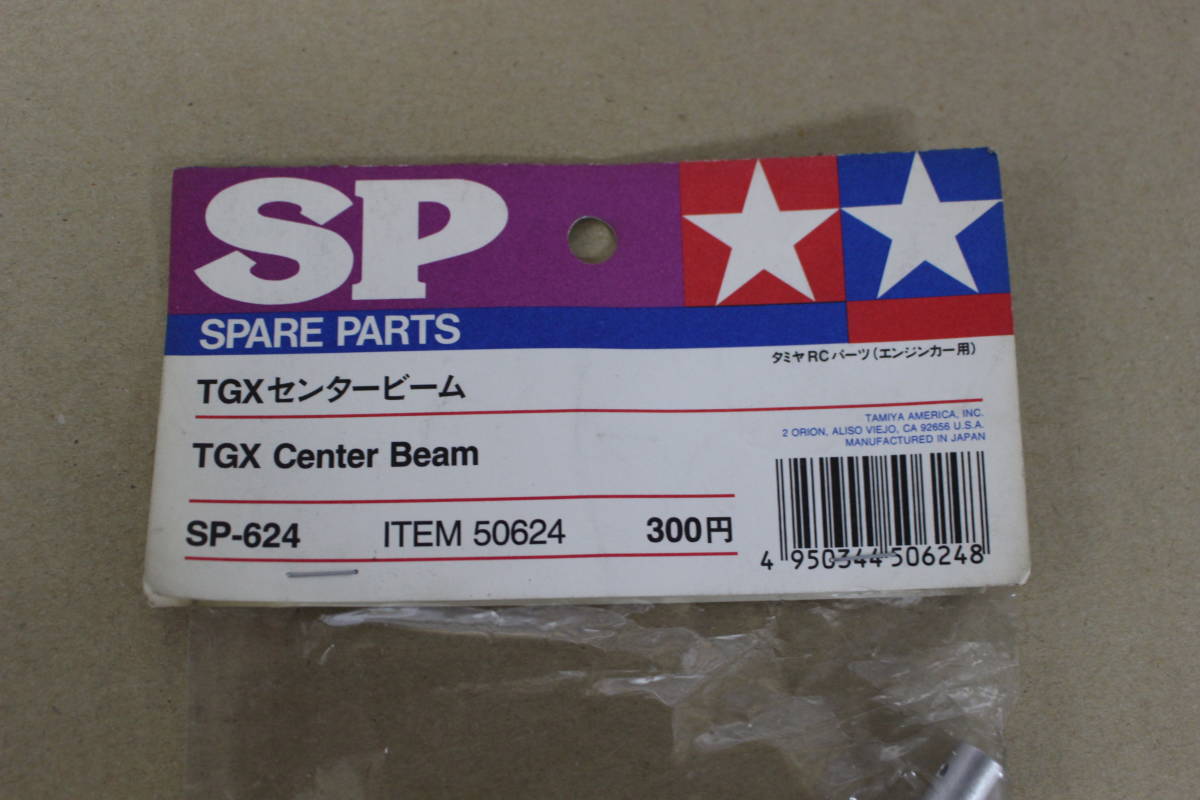 SP
SPARE PARTS
タミヤRCパーツ(エンジンカー用)
TGXセンタービーム
TAMIYA AMERICA, INC.
2 ORION, ALISO VIEJO, CA 92656 U.S.A.
MANUFACTURED IN JAPAN
TGX Center Beam
SP-624 ITEM 50624 300円
4 950344 506248